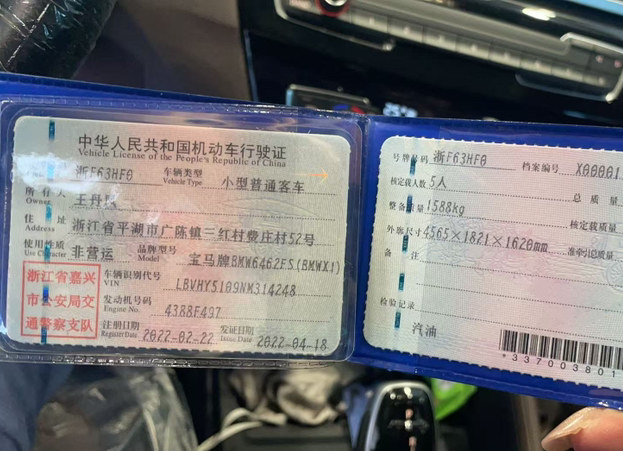 中华人民共和国机动车行驶证
Vehicle License of the People's Republic of China
浙F63HF0 车辆类型 Vehicle Type 小型普通客车
所有人 Owner 王丹
住址 Address 浙江省平湖市广陈镇三红村费庄村52号
使用性质 Use Character 非营运 品牌型号 Model 宝马牌BMW6462FS(BMWX1)
浙江省嘉兴
市公安局交
通警察支队
车辆识别代号 VIN LBVHY5109NM314248
发动机号码 Engine No. 4388F497
注册日期 Register Date 2022-02-22 发证日期 Issue Date 2022-04-18
号牌号码 浙F63HF0 档案编号 X00001
核定载人数 5人 总质量
整备质量 1588kg 核定载质量
外廓尺寸 4565×1821×1620mm 准牵引总质量
备注
检验记录
汽油
*337003801